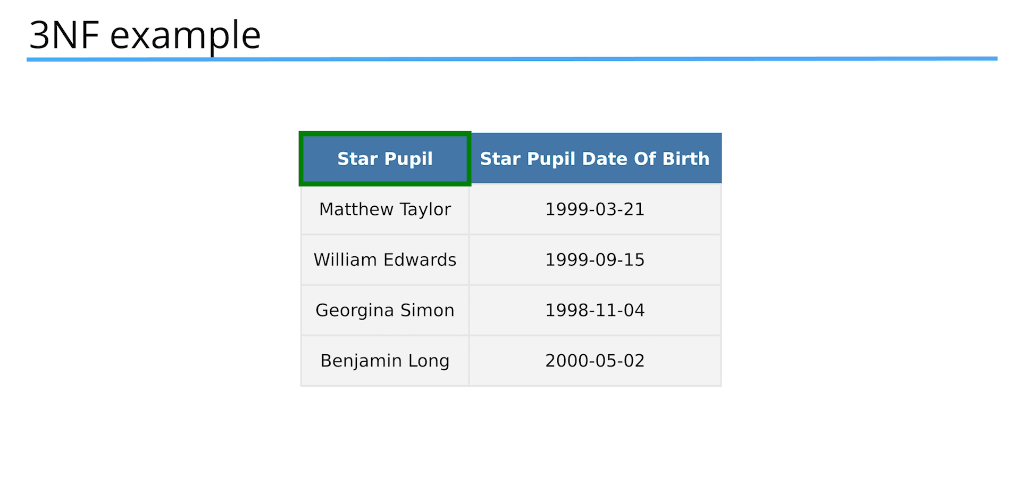 3NF example
Star Pupil Star Pupil Date Of Birth
Matthew Taylor 1999-03-21
William Edwards 1999-09-15
Georgina Simon 1998-11-04
Benjamin Long 2000-05-02